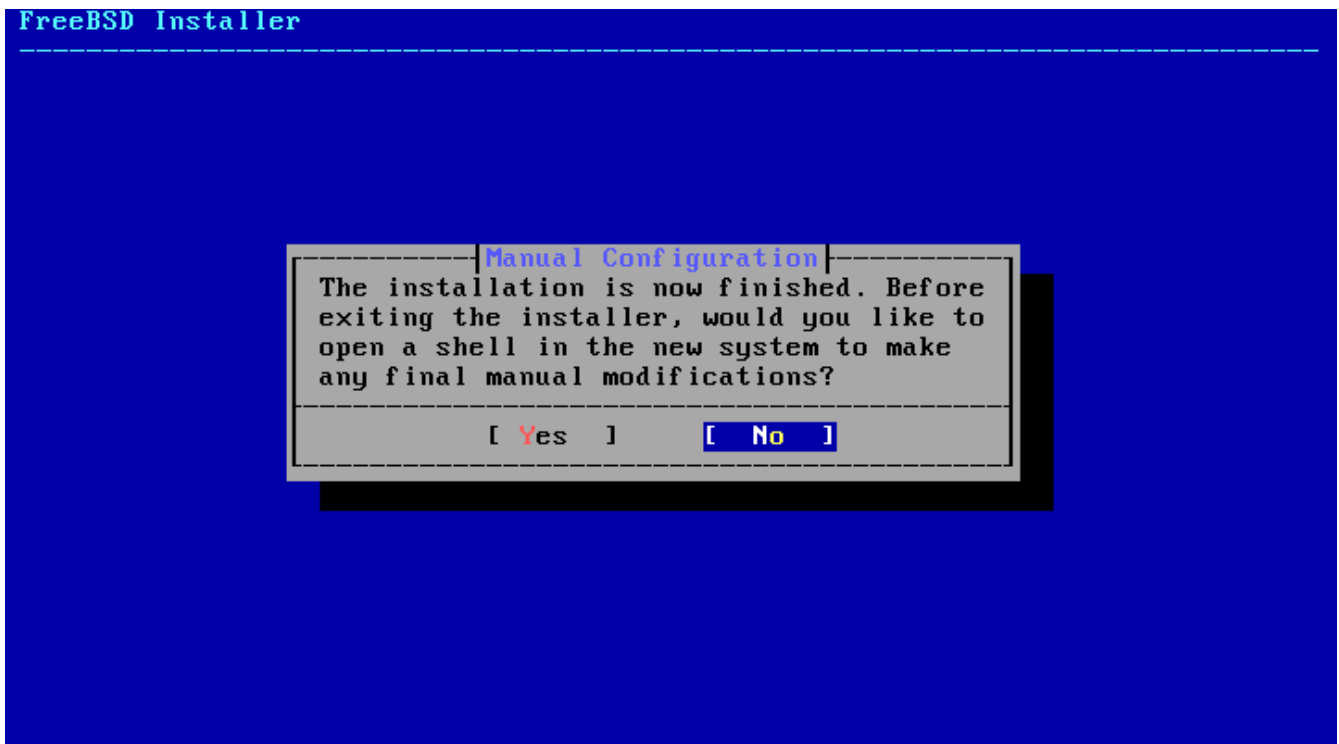 FreeBSD Installer
Manual Configuration
The installation is now finished. Before
exiting the installer, would you like to
open a shell in the new system to make
any final manual modifications?
[ Yes ] [ No ]